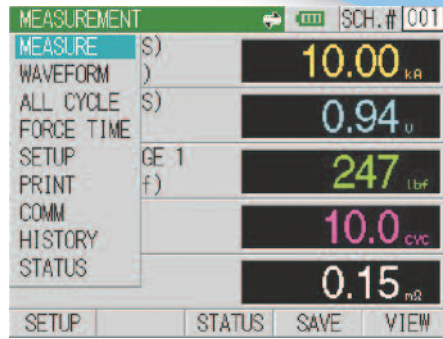 MEASUREMENT SCH.# 001
MEASURE S) 10.00 kA
WAVEFORM )
ALL CYCLE S) 0.94 V
FORCE TIME
SETUP GE 1 247 lbf
PRINT f)
COMM 10.0 cyc
HISTORY
STATUS 0.15 mΩ
SETUP STATUS SAVE VIEW